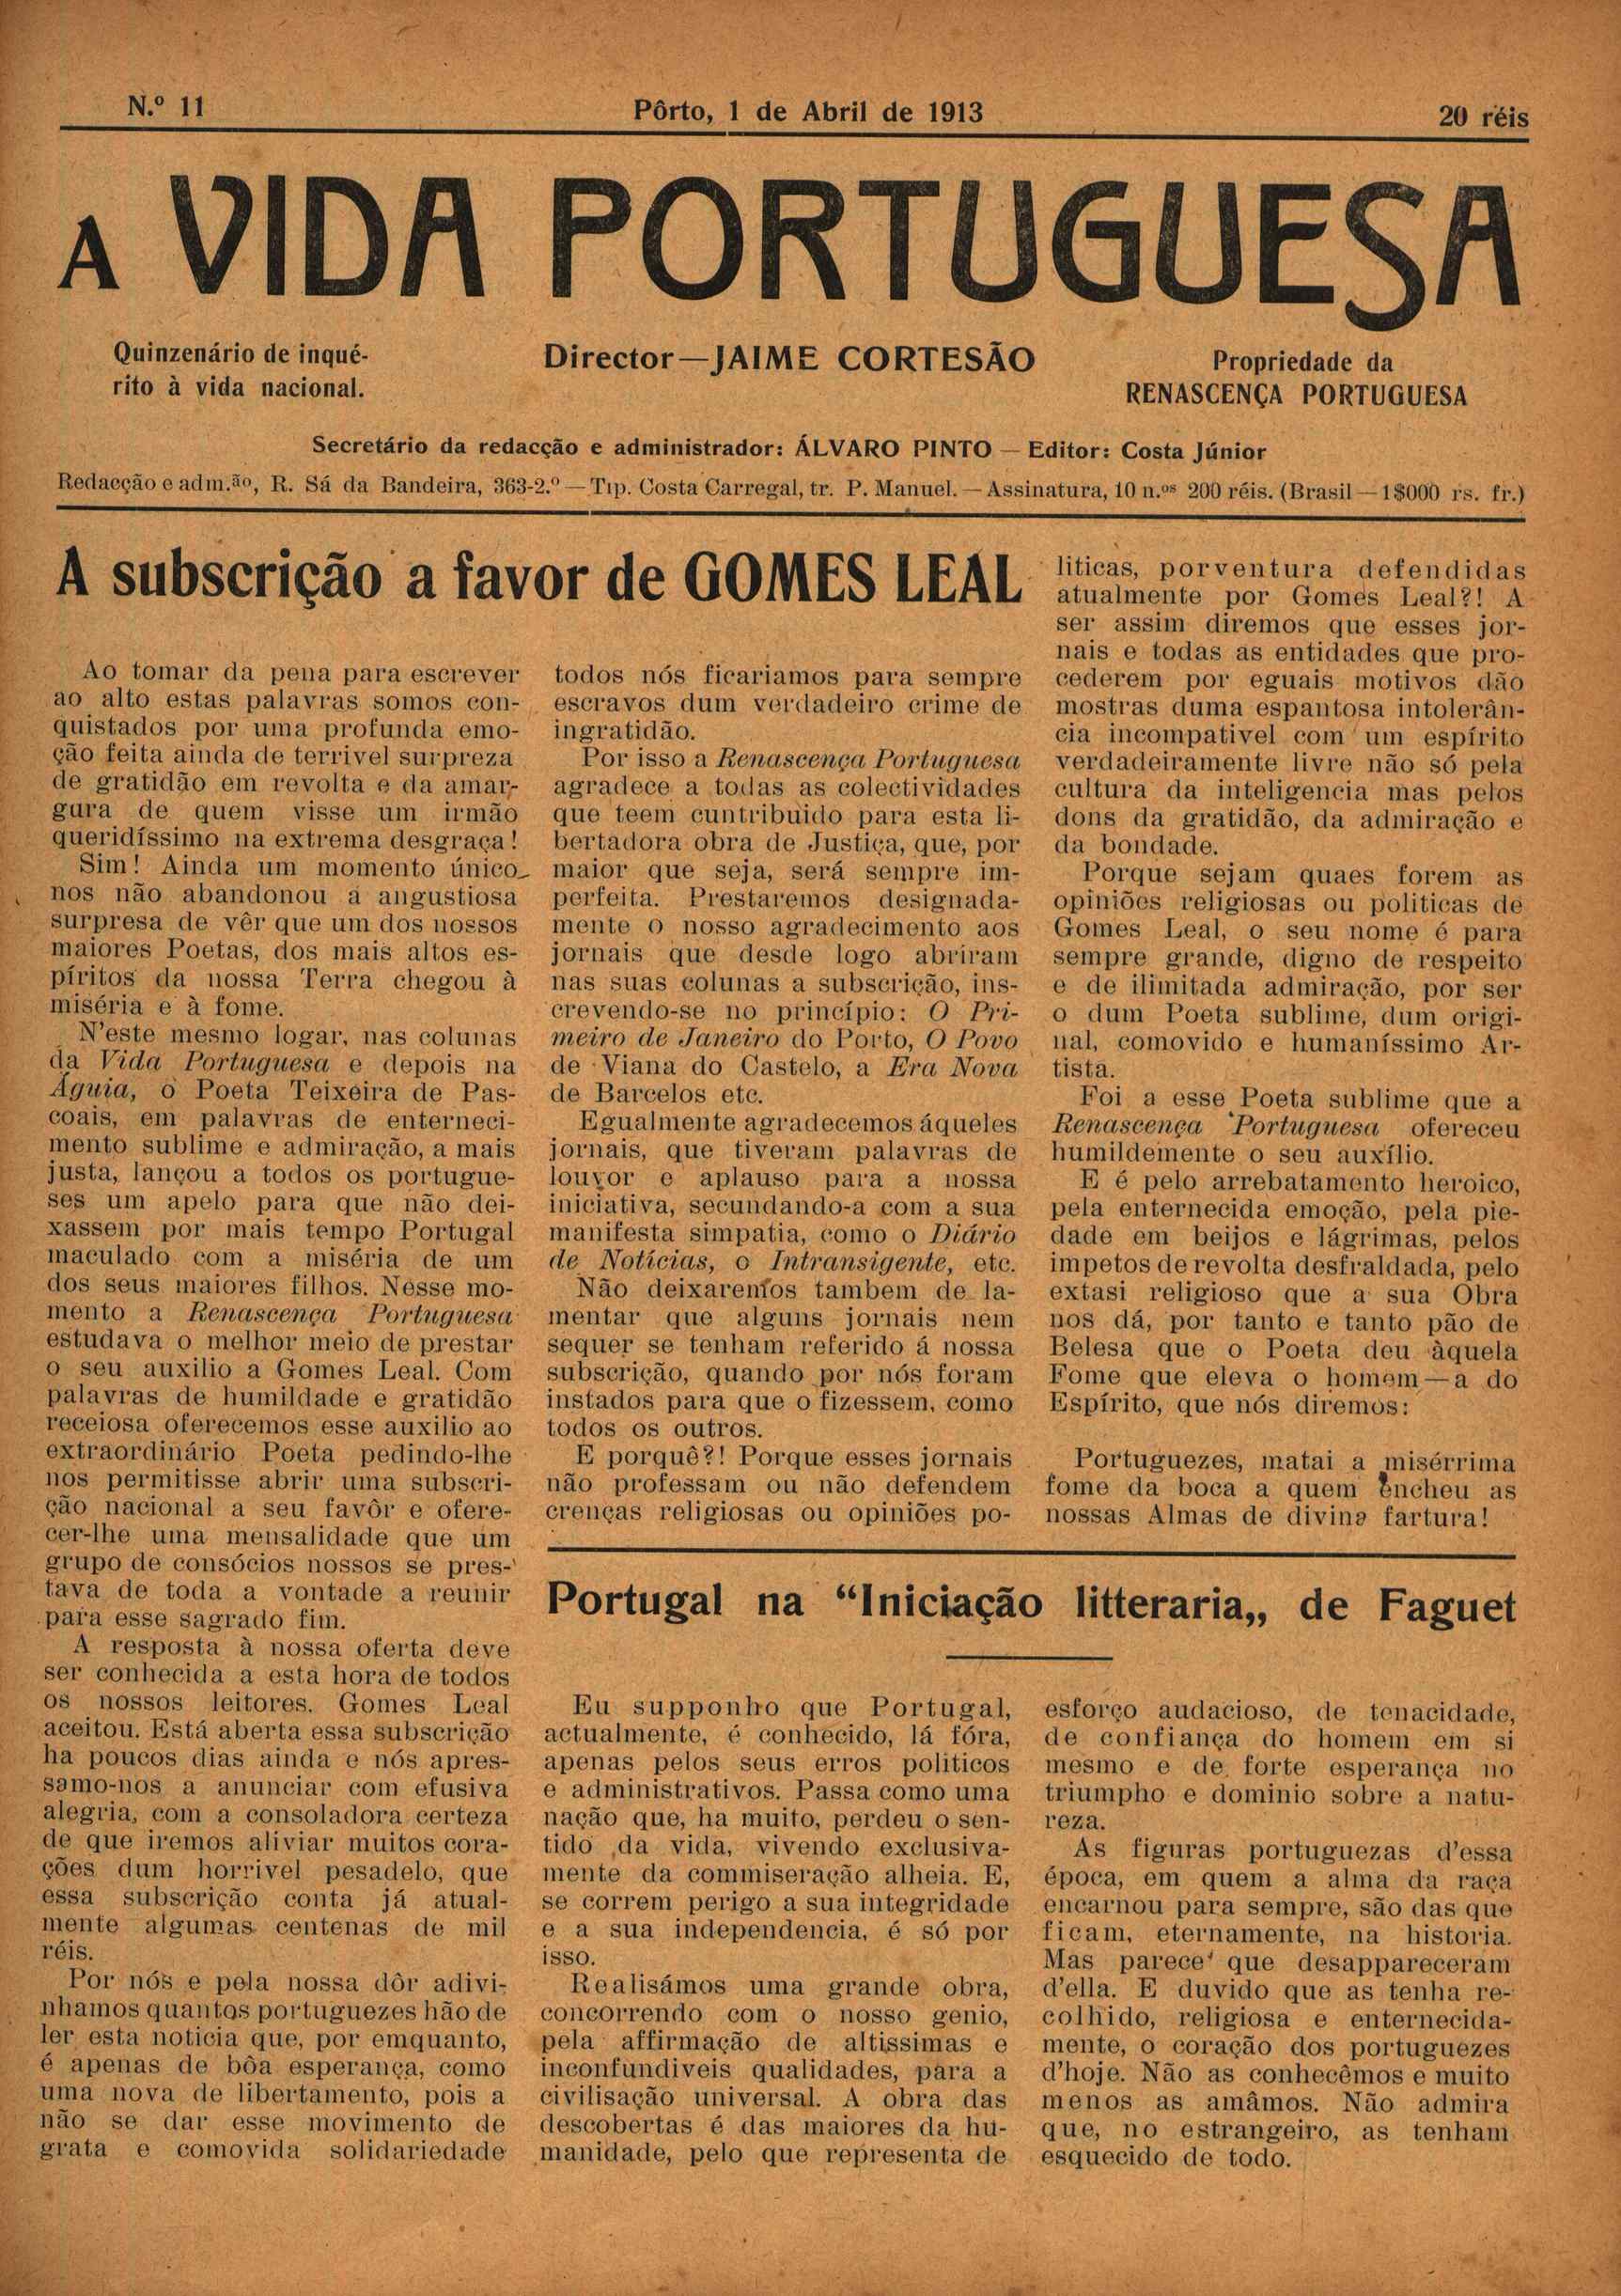 N.º 11
Pôrto, 1 de Abril de 1913
20 réis
A VIDA PORTUGUESA
Quinzenário de inqué-
rito à vida nacional.
Director—JAIME CORTESÃO
Propriedade da
RENASCENÇA PORTUGUESA
Secretário da redacção e administrador: ÁLVARO PINTO — Editor: Costa Júnior
Redacção e adm.ão, R. Sá da Bandeira, 363-2.º — Tip. Costa Carregal, tr. P. Manuel. — Assinatura, 10 n.os 200 réis. (Brasil — 1$000 rs. fr.)
A subscrição a favor de GOMES LEAL
Ao tomar da pena para escrever
ao alto estas palavras somos con-
quistados por uma profunda emo-
ção feita ainda de terrivel surpreza
de gratidão em revolta e da amar-
gura de quem visse um irmão
queridíssimo na extrema desgraça!
Sim! Ainda um momento único
nos não abandonou a angustiosa
surpresa de vêr que um dos nossos
maiores Poetas, dos mais altos es-
píritos da nossa Terra chegou à
miséria e à fome.
N'este mesmo logar, nas colunas
da Vida Portuguesa e depois na
Águia, o Poeta Teixeira de Pas-
coais, em palavras de enterneci-
mento sublime e admiração, a mais
justa, lançou a todos os portugue-
ses um apelo para que não dei-
xassem por mais tempo Portugal
maculado com a miséria de um
dos seus maiores filhos. Nesse mo-
mento a Renascença Portuguesa
estudava o melhor meio de prestar
o seu auxilio a Gomes Leal. Com
palavras de humildade e gratidão
receiosa oferecemos esse auxilio ao
extraordinário Poeta pedindo-lhe
nos permitisse abrir uma subscri-
ção nacional a seu favôr e ofere-
cer-lhe uma mensalidade que um
grupo de consócios nossos se pres-
tava de toda a vontade a reunir
para esse sagrado fim.
A resposta à nossa oferta deve
ser conhecida a esta hora de todos
os nossos leitores. Gomes Leal
aceitou. Está aberta essa subscrição
ha poucos dias ainda e nós apres-
samo-nos a anunciar com efusiva
alegria, com a consoladora certeza
de que iremos aliviar muitos cora-
ções dum horrivel pesadelo, que
essa subscrição conta já atual-
mente algumas centenas de mil
réis.
Por nós e pela nossa dôr adivi-
nhamos quantos portuguezes hão de
ler esta noticia que, por emquanto,
é apenas de bôa esperança, como
uma nova de libertamento, pois a
não se dar esse movimento de
grata e comovida solidariedade
todos nós ficariamos para sempre
escravos dum verdadeiro crime de
ingratidão.
Por isso a Renascença Portuguesa
agradece a todas as colectividades
que teem cuntribuido para esta li-
bertadora obra de Justiça, que, por
maior que seja, será sempre im-
perfeita. Prestaremos designada-
mente o nosso agradecimento aos
jornais que desde logo abriram
nas suas colunas a subscrição, ins-
crevendo-se no princípio: O Pri-
meiro de Janeiro do Porto, O Povo
de Viana do Castelo, a Era Nova
de Barcelos etc.
Egualmente agradecemos áqueles
jornais, que tiveram palavras de
louvor e aplauso para a nossa
iniciativa, secundando-a com a sua
manifesta simpatia, como o Diário
de Notícias, o Intransigente, etc.
Não deixaremos tambem de la-
mentar que alguns jornais nem
sequer se tenham referido á nossa
subscrição, quando por nós foram
instados para que o fizessem, como
todos os outros.
E porquê?! Porque esses jornais
não professam ou não defendem
crenças religiosas ou opiniões po-
liticas, porventura defendidas
atualmente por Gomes Leal?! A
ser assim diremos que esses jor-
nais e todas as entidades que pro-
cederem por eguais motivos dão
mostras duma espantosa intolerân-
cia incompativel com um espírito
verdadeiramente livre não só pela
cultura da inteligencia mas pelos
dons da gratidão, da admiração e
da bondade.
Porque sejam quaes forem as
opiniões religiosas ou politicas de
Gomes Leal, o seu nome é para
sempre grande, digno de respeito
e de ilimitada admiração, por ser
o dum Poeta sublime, dum origi-
nal, comovido e humaníssimo Ar-
tista.
Foi a esse Poeta sublime que a
Renascença Portuguesa ofereceu
humildemente o seu auxílio.
E é pelo arrebatamento heroico,
pela enternecida emoção, pela pie-
dade em beijos e lágrimas, pelos
impetos de revolta desfraldada, pelo
extasi religioso que a sua Obra
nos dá, por tanto e tanto pão de
Belesa que o Poeta deu àquela
Fome que eleva o homem—a do
Espírito, que nós diremos:
Portuguezes, matai a misérrima
fome da boca a quem encheu as
nossas Almas de divina fartura!
Portugal na “Iniciação litteraria„ de Faguet
Eu supponho que Portugal,
actualmente, é conhecido, lá fóra,
apenas pelos seus erros politicos
e administrativos. Passa como uma
nação que, ha muito, perdeu o sen-
tido da vida, vivendo exclusiva-
mente da commiseração alheia. E,
se correm perigo a sua integridade
e a sua independencia, é só por
isso.
Realisámos uma grande obra,
concorrendo com o nosso genio,
pela affirmação de altissimas e
inconfundiveis qualidades, para a
civilisação universal. A obra das
descobertas é das maiores da hu-
manidade, pelo que representa de
esforço audacioso, de tenacidade,
de confiança do homem em si
mesmo e de forte esperança no
triumpho e dominio sobre a natu-
reza.
As figuras portuguezas d'essa
época, em quem a alma da raça
encarnou para sempre, são das que
ficam, eternamente, na historia.
Mas parece que desappareceram
d'ella. E duvido que as tenha re-
colhido, religiosa e enternecida-
mente, o coração dos portuguezes
d'hoje. Não as conhecêmos e muito
menos as amâmos. Não admira
que, no estrangeiro, as tenham
esquecido de todo.